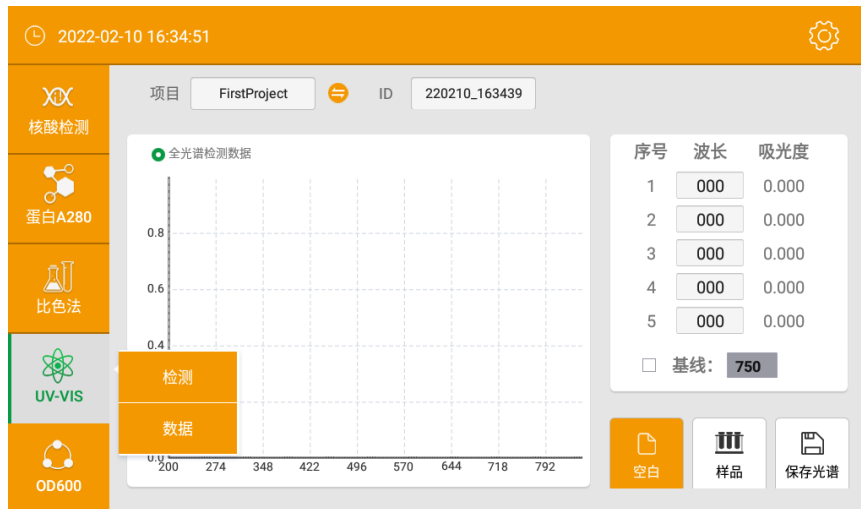 2022-02-10 16:34:51
核酸检测
蛋白A280
比色法
UV-VIS
OD600
项目 FirstProject ID 220210_163439
全光谱检测数据
0.8
0.6
0.4
0.0
200 274 348 422 496 570 644 718 792
检测
数据
序号 波长 吸光度
1 000 0.000
2 000 0.000
3 000 0.000
4 000 0.000
5 000 0.000
基线： 750
空白
样品
保存光谱